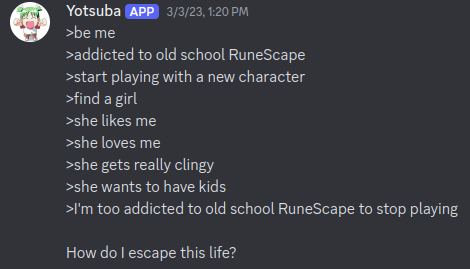 Yotsuba APP 3/3/23, 1:20 PM
>be me
>addicted to old school RuneScape
>start playing with a new character
>find a girl
>she likes me
>she loves me
>she gets really clingy
>she wants to have kids
>I'm too addicted to old school RuneScape to stop playing
How do I escape this life?